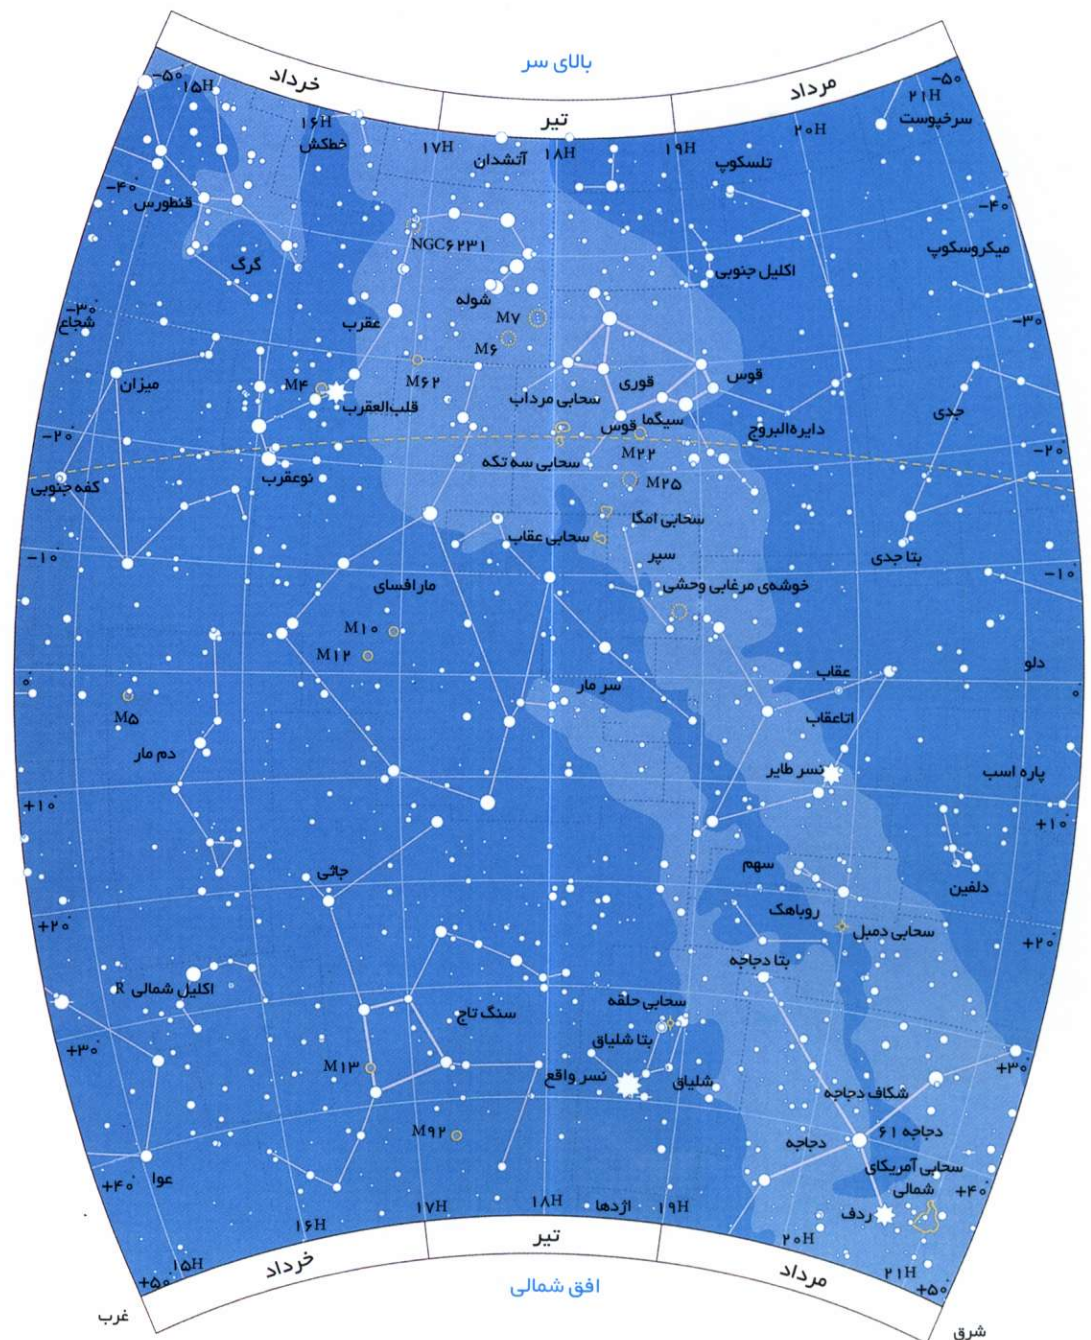 بالای سر
خرداد
تیر
مرداد
-۵۰°
۱۵H
۱۶H
۱۷H
۱۸H
۱۹H
۲۰H
۲۱H
-۵۰
سرخپوست
خط‌کش
آتشدان
تلسکوپ
-۴۰°
قنطورس
-۴۰°
گرگ
NGC۶۲۳۱
اکلیل جنوبی
میکروسکوپ
-۳۰°
شجاع
عقرب
شوله
M۷
M۶
-۳۰
میزان
M۴
قلب‌العقرب
M۶۲
سحابی مرداب
قوری
قوس
جدی
سیگما قوس
دایرةالبروج
-۲۰°
M۲۲
-۲۰°
کفه جنوبی
نوعقرب
سحابی سه تکه
M۲۵
سحابی امگا
سحابی عقاب
سپر
بتا جدی
-۱۰°
مارافسای
خوشه‌ی مرغابی وحشی
-۱۰°
M۱۰
M۱۲
عقاب
دلو
۰°
سر مار
۰°
M۵
اتاعقاب
دم مار
نسر طایر
پاره اسب
+۱۰°
+۱۰°
جاثی
سهم
دلفین
روباهک
+۲۰°
سحابی دمبل
+۲۰°
بتا دجاجه
R اکلیل شمالی
سنگ تاج
سحابی حلقه
بتا شلیاق
+۳۰°
M۱۳
نسر واقع
شلیاق
شکاف دجاجه
+۳۰°
M۹۲
دجاجه
دجاجه ۶۱
سحابی آمریکای
شمالی
عوا
+۴۰°
+۴۰°
اژدها
ردف
۱۵H
۱۶H
۱۷H
۱۸H
۱۹H
۲۰H
۲۱H
+۵۰°
+۵۰°
خرداد
تیر
مرداد
افق شمالی
غرب
شرق